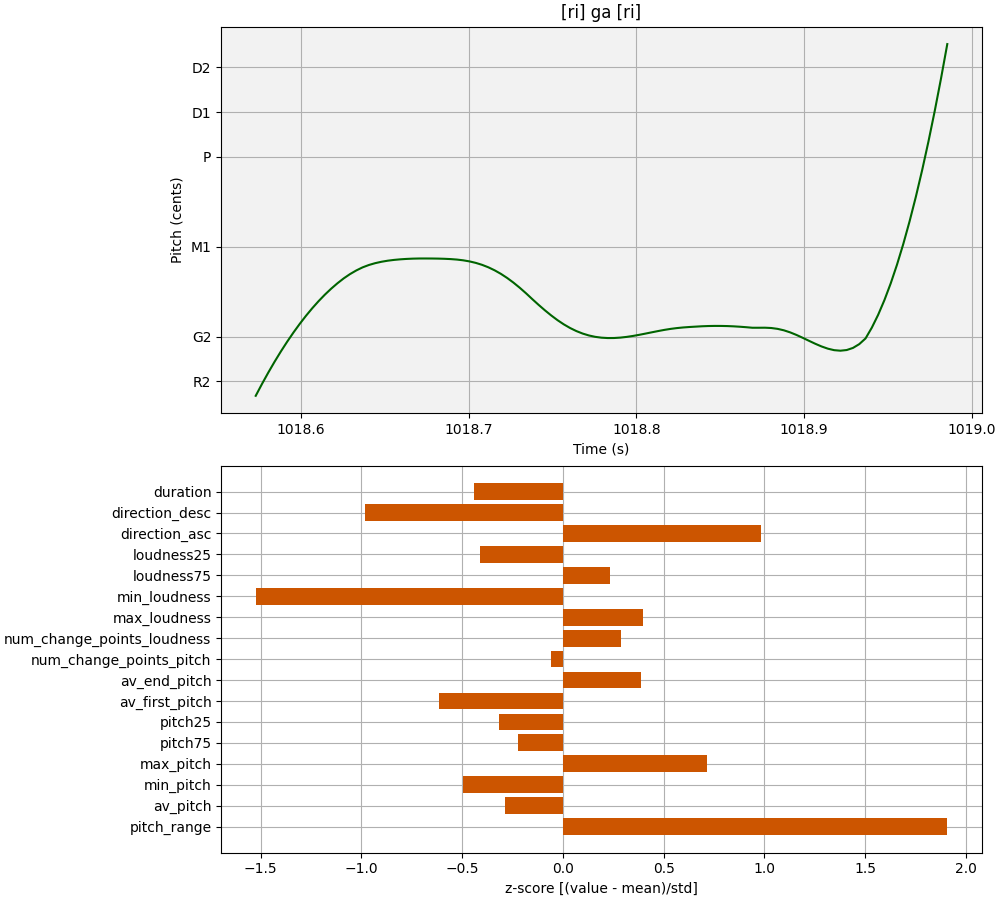 [ri] ga [ri]
D2
D1
P
M1
G2
R2
Pitch (cents)
1018.6 1018.7 1018.8 1018.9 1019.0
Time (s)
duration
direction_desc
direction_asc
loudness25
loudness75
min_loudness
max_loudness
num_change_points_loudness
num_change_points_pitch
av_end_pitch
av_first_pitch
pitch25
pitch75
max_pitch
min_pitch
av_pitch
pitch_range
−1.5 −1.0 −0.5 0.0 0.5 1.0 1.5 2.0
z-score [(value - mean)/std]